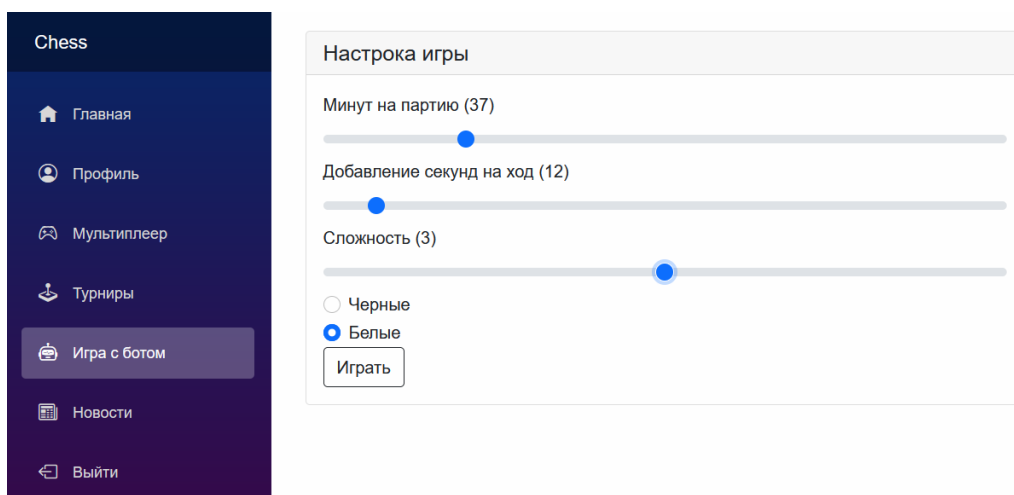 Chess
Главная
Профиль
Мультиплеер
Турниры
Игра с ботом
Новости
Выйти
Настрока игры
Минут на партию (37)
Добавление секунд на ход (12)
Сложность (3)
Черные
Белые
Играть